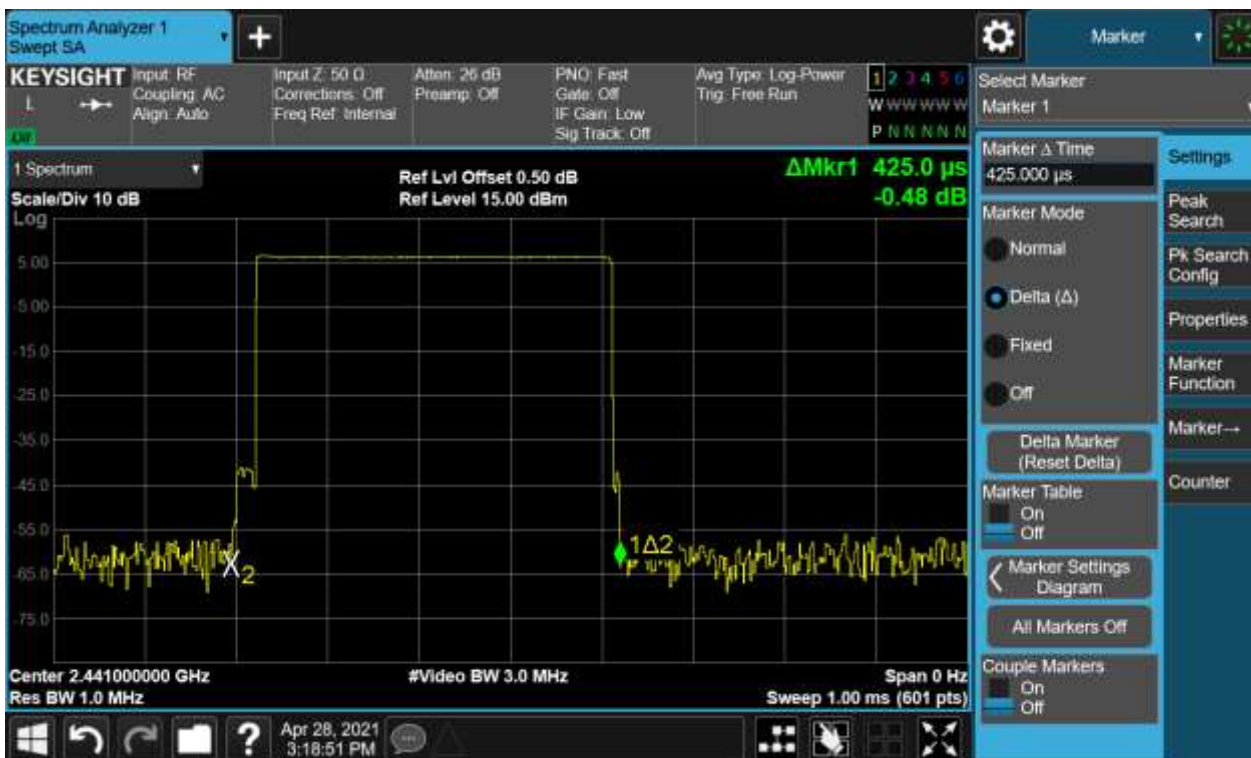 Spectrum Analyzer 1
Swept SA
+
Marker
KEYSIGHT
L
Input: RF
Coupling: AC
Align: Auto
Input Z: 50 Ω
Corrections: Off
Freq Ref: Internal
Atten: 26 dB
Preamp: Off
PNO: Fast
Gate: Off
IF Gain: Low
Sig Track: Off
Avg Type: Log-Power
Trig: Free Run
1 2 3 4 5 6
W W W W W W
P N N N N N
Select Marker
Marker 1
1 Spectrum
Scale/Div 10 dB
Ref Lvl Offset 0.50 dB
Ref Level 15.00 dBm
ΔMkr1 425.0 µs
-0.48 dB
Log
5.00
-5.00
-15.0
-25.0
-35.0
-45.0
-55.0
-65.0
-75.0
X2
1Δ2
Center 2.441000000 GHz
Res BW 1.0 MHz
#Video BW 3.0 MHz
Span 0 Hz
Sweep 1.00 ms (601 pts)
Marker Δ Time
425.000 µs
Marker Mode
Normal
Delta (Δ)
Fixed
Off
Delta Marker
(Reset Delta)
Marker Table
On
Off
Marker Settings
Diagram
All Markers Off
Couple Markers
On
Off
Settings
Peak
Search
Pk Search
Config
Properties
Marker
Function
Marker→
Counter
?
Apr 28, 2021
3:18:51 PM